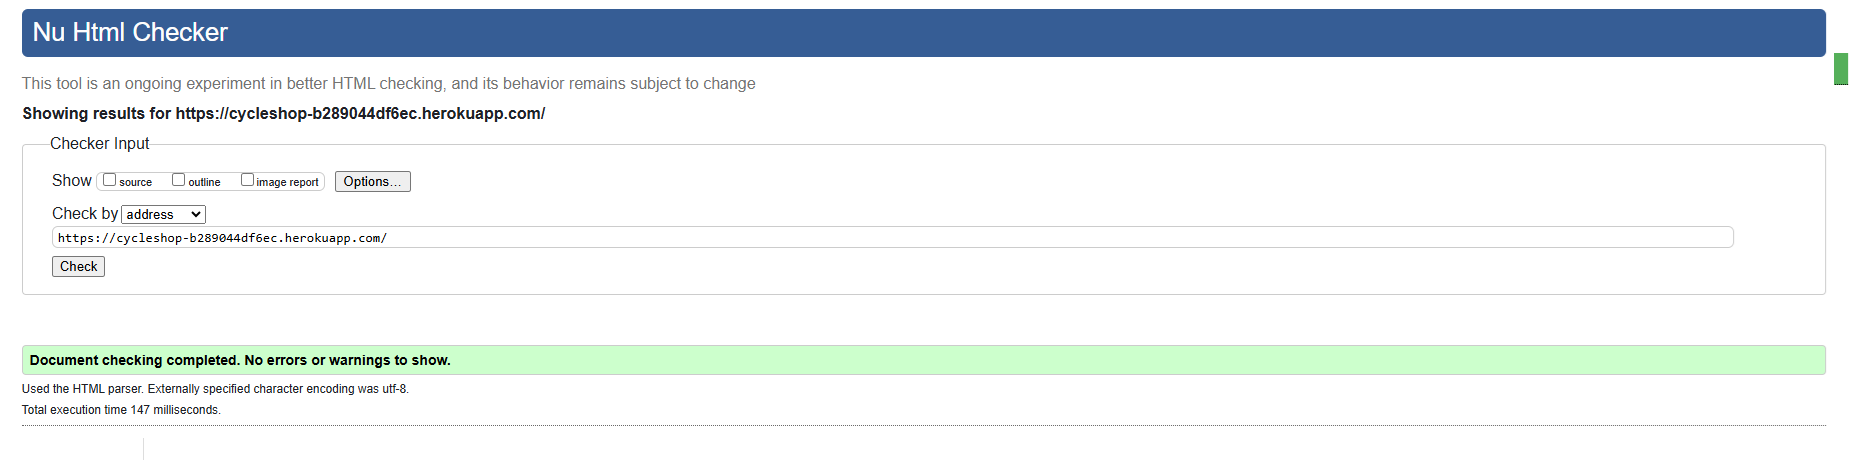 Nu Html Checker
This tool is an ongoing experiment in better HTML checking, and its behavior remains subject to change
Showing results for https://cycleshop-b289044df6ec.herokuapp.com/
Checker Input
Show source outline image report Options...
Check by address
https://cycleshop-b289044df6ec.herokuapp.com/
Check
Document checking completed. No errors or warnings to show.
Used the HTML parser. Externally specified character encoding was utf-8.
Total execution time 147 milliseconds.